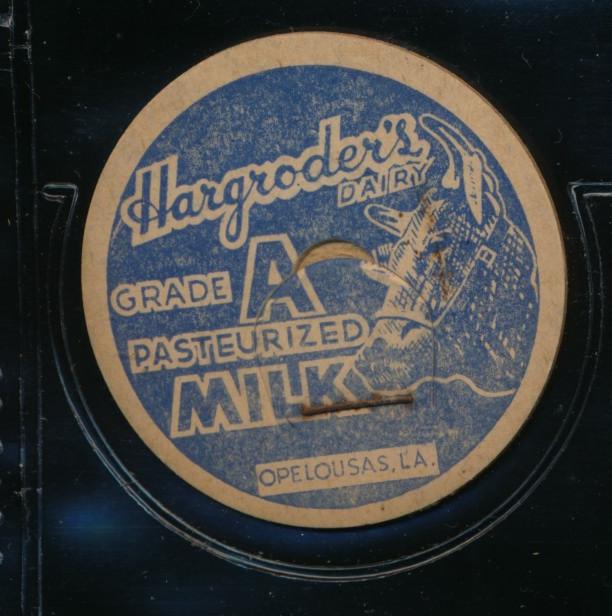 Hargroder's
DAIRY
GRADE A
PASTEURIZED
MILK
OPELOUSAS, LA.